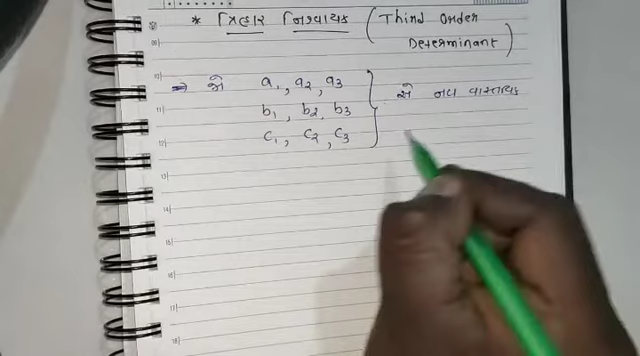 * ત્રિહાર નિશ્ચાયક (Third Order
Determinant)
⇒ જો a₁, a₂, a₃ } એ નવ વાસ્તવિક
b₁, b₂, b₃
c₁, c₂, c₃